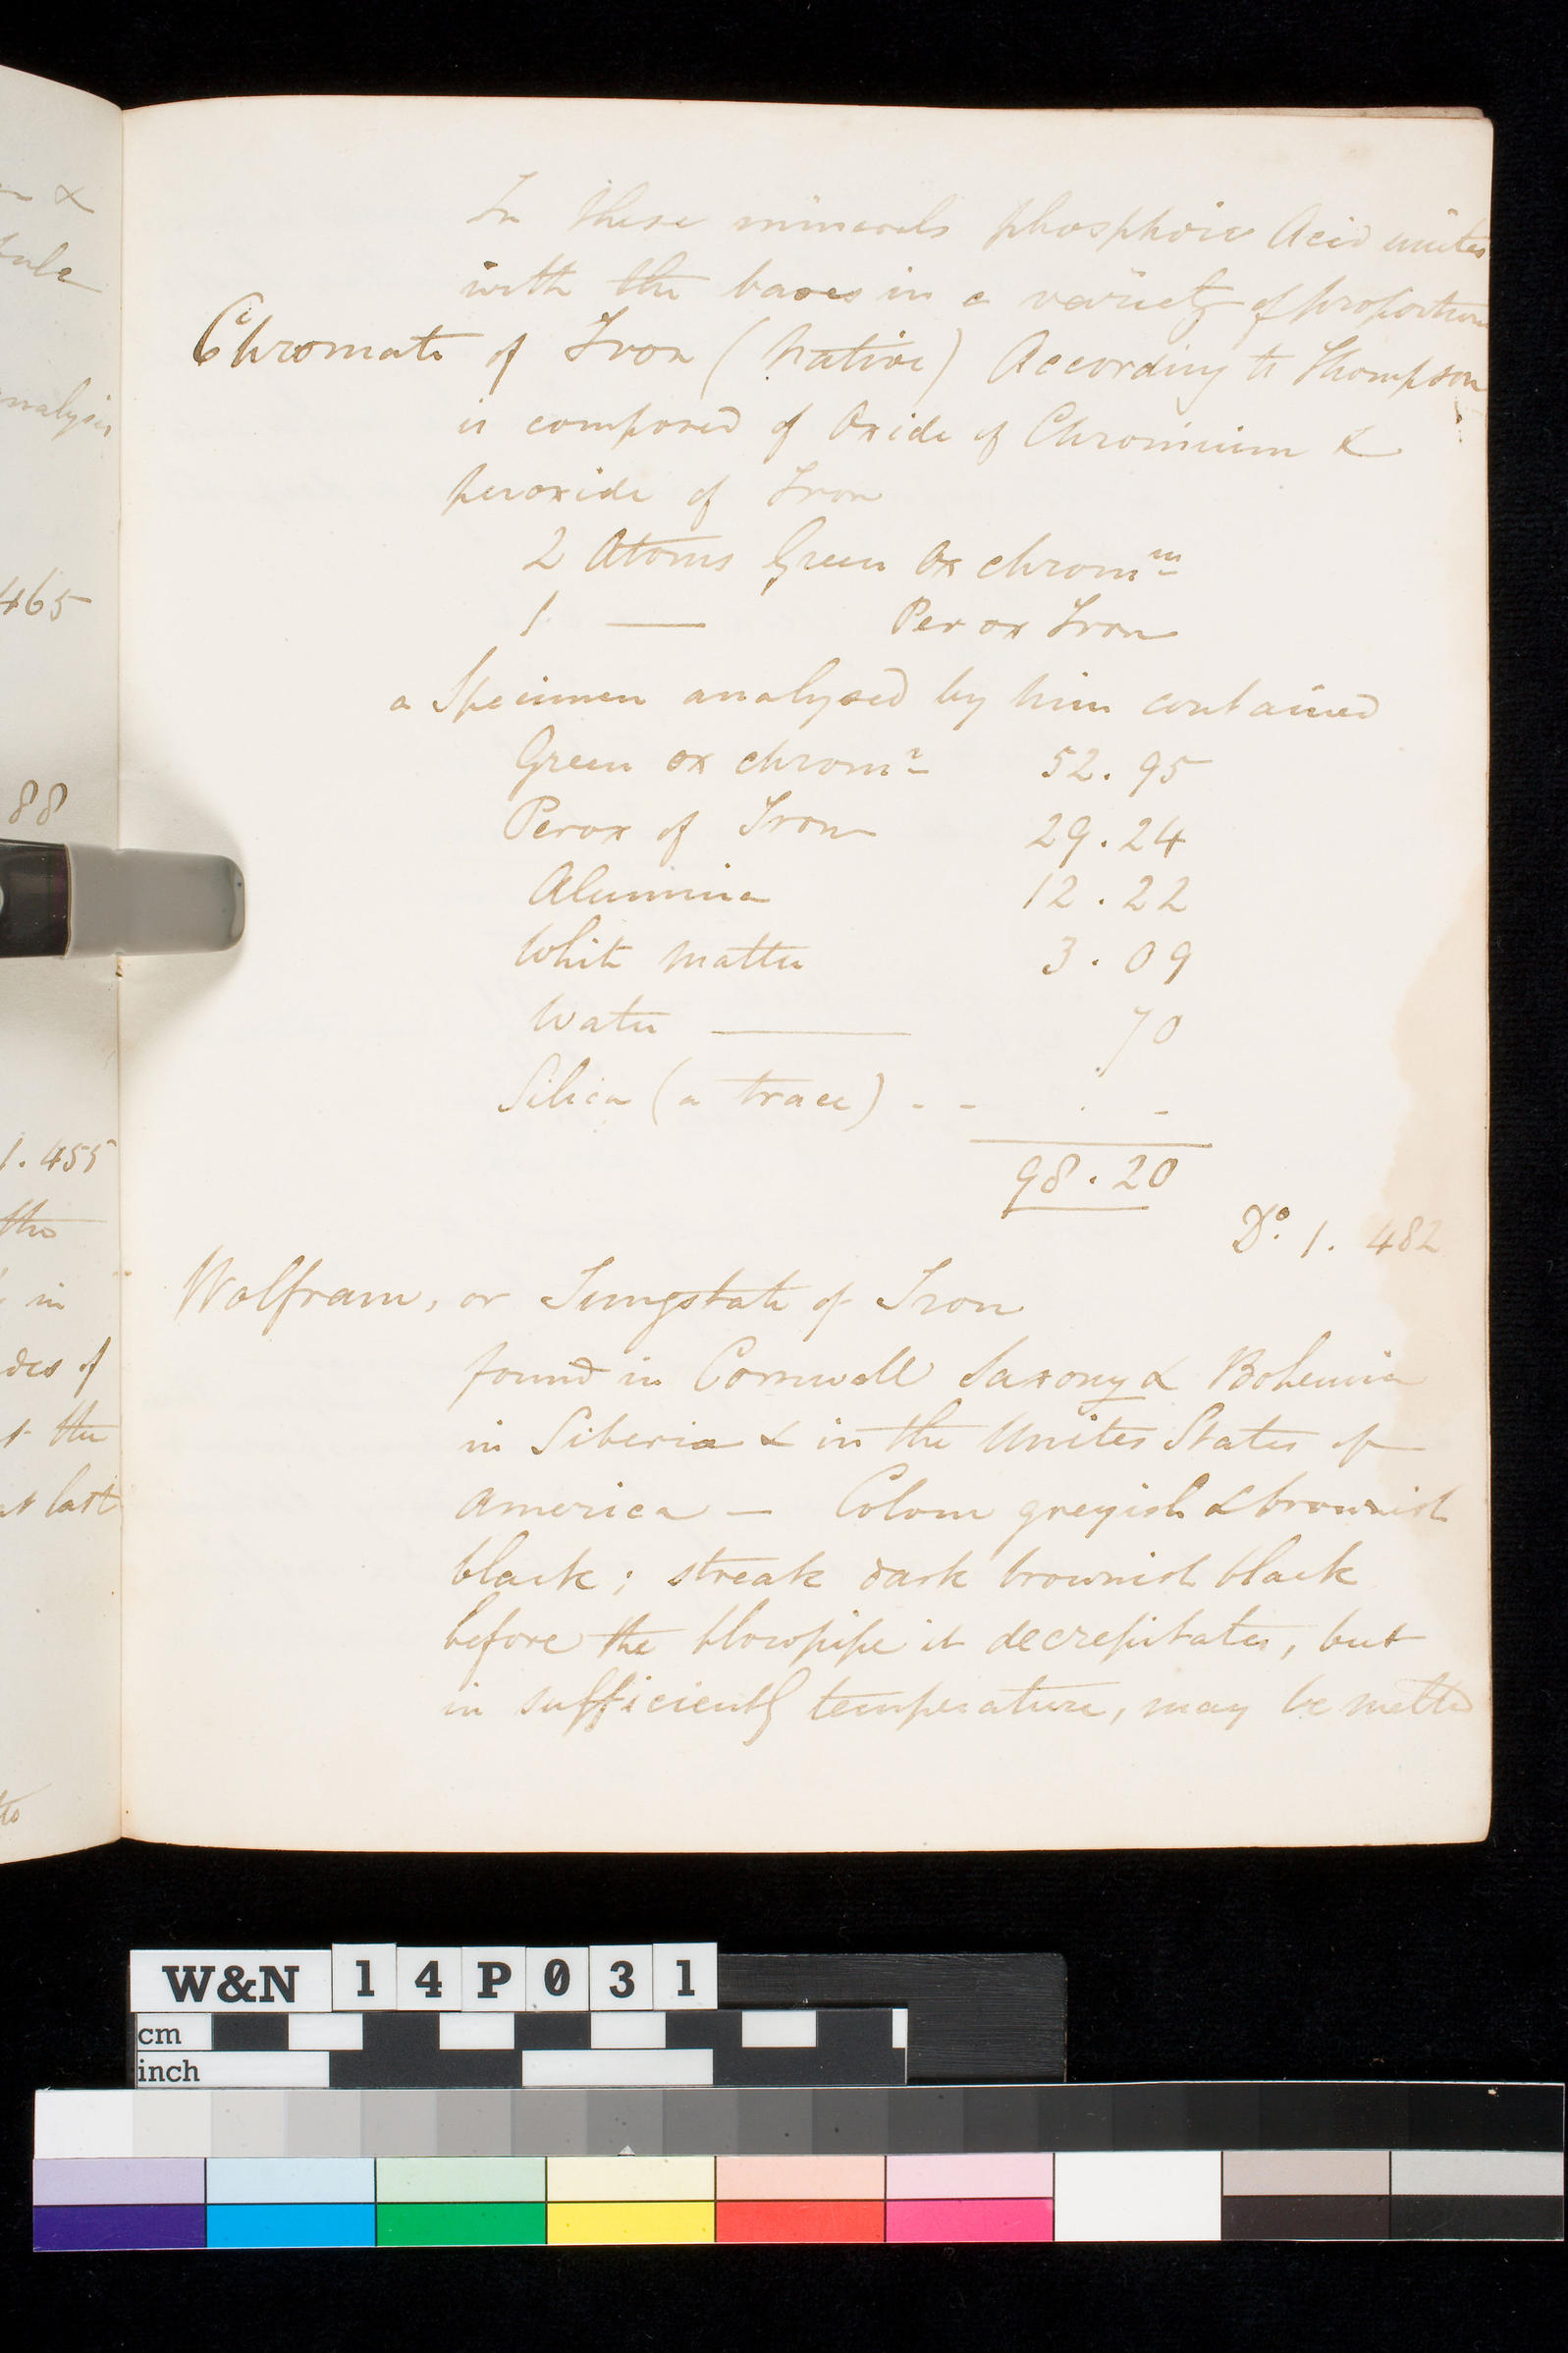 In these minerals phosphoric Acid unites
with the bases in a variety of proportions
Chromate of Iron (native) According to Thompson
is composed of Oxide of Chromium &
peroxide of Iron
2 Atoms Green Ox chromm
1 — Per ox Iron
a Specimen analysed by him contained
Green ox chromm 52.95
Perox of Iron 29.24
Alumina 12.22
White matter 3.09
Water — 70
Silica (a trace) - - . -
98.20
Do. 1. 482
Wolfram, or Tungstate of Iron
found in Cornwall Saxony & Bohemia
in Siberia & in the United States of
America — Colour greyish & brownish
black; streak dark brownish black
before the blowpipe it decrepitates, but
in sufficiently temperature, may be melted
465
88
1.455
the
in
des of
the
last
to
nalysis
W&N 14P031
cm
inch